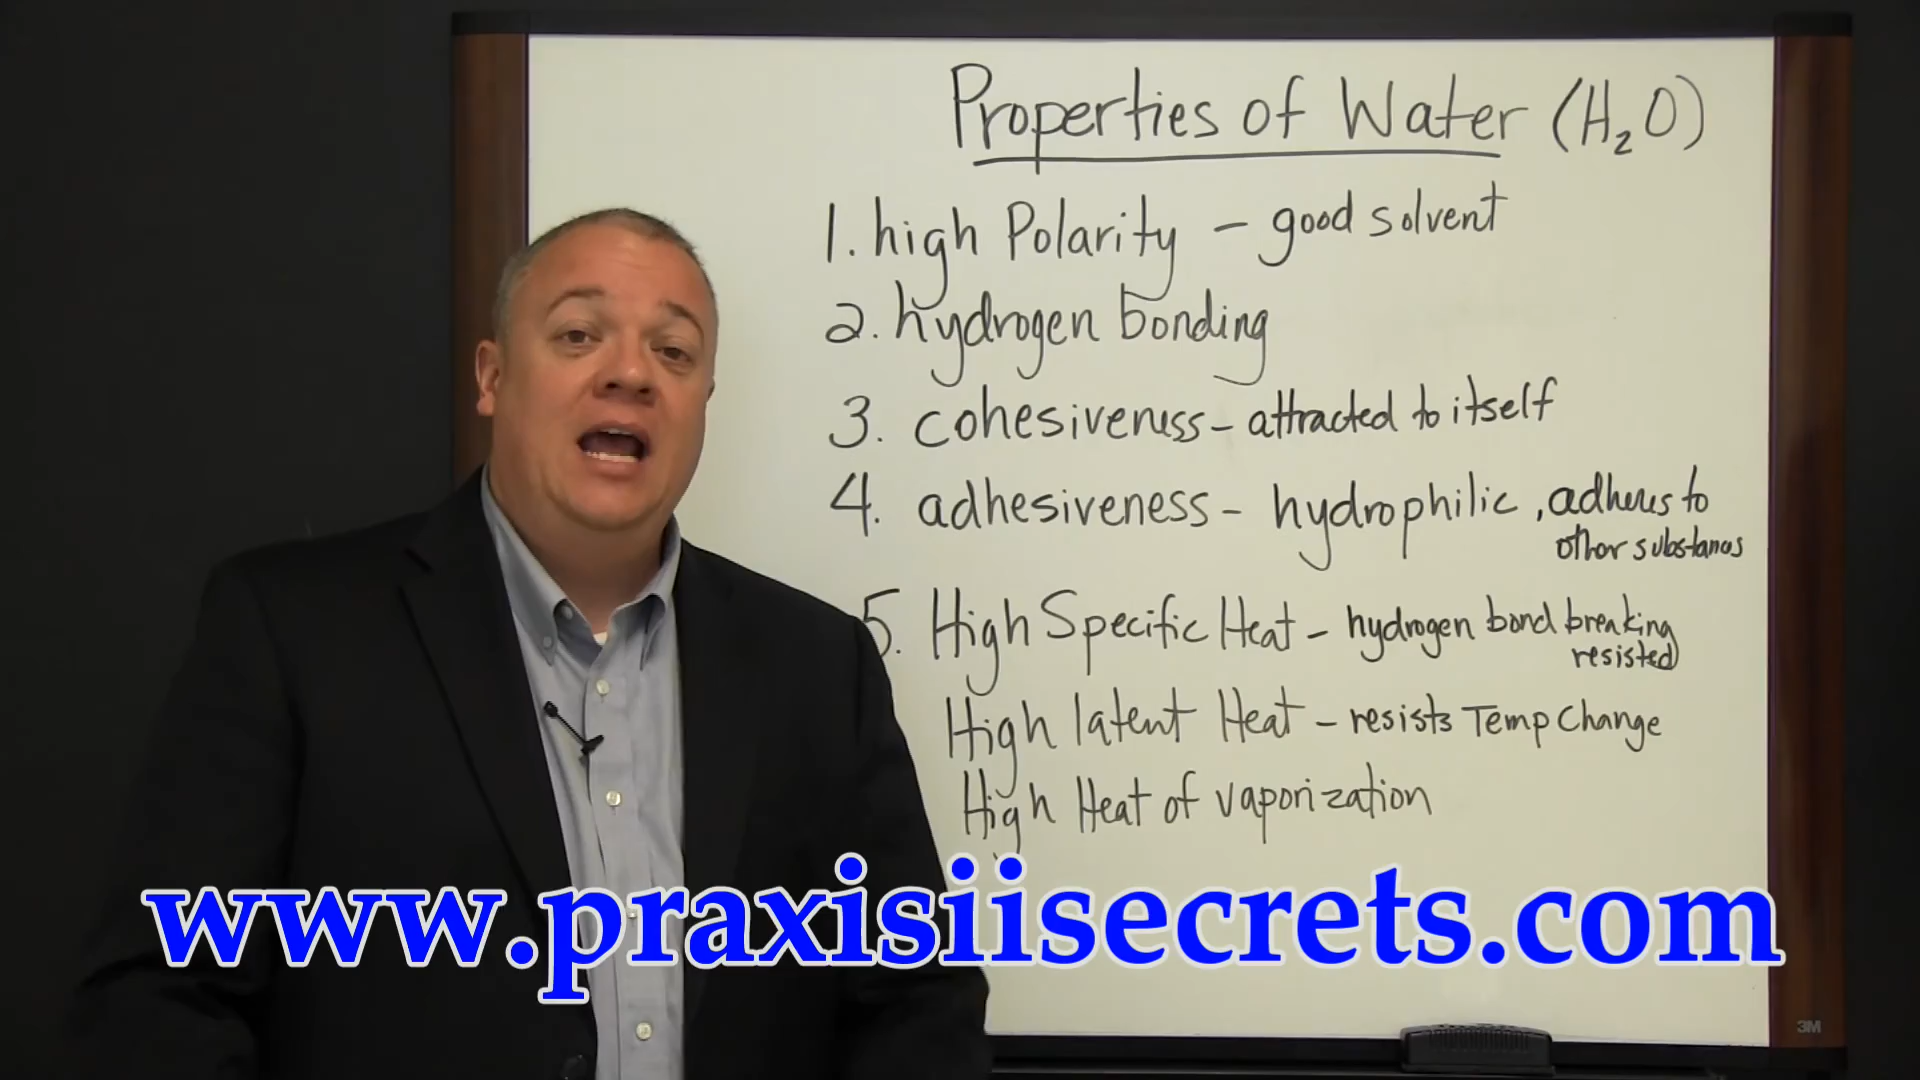 Properties of Water (H₂O)
1. high Polarity – good solvent
2. hydrogen bonding
3. cohesiveness – attracted to itself
4. adhesiveness – hydrophilic, adheres to
other substances
5. High Specific Heat – hydrogen bond breaking
resisted
High latent Heat – resists Temp Change
High Heat of vaporization
www.praxisiisecrets.com
3M